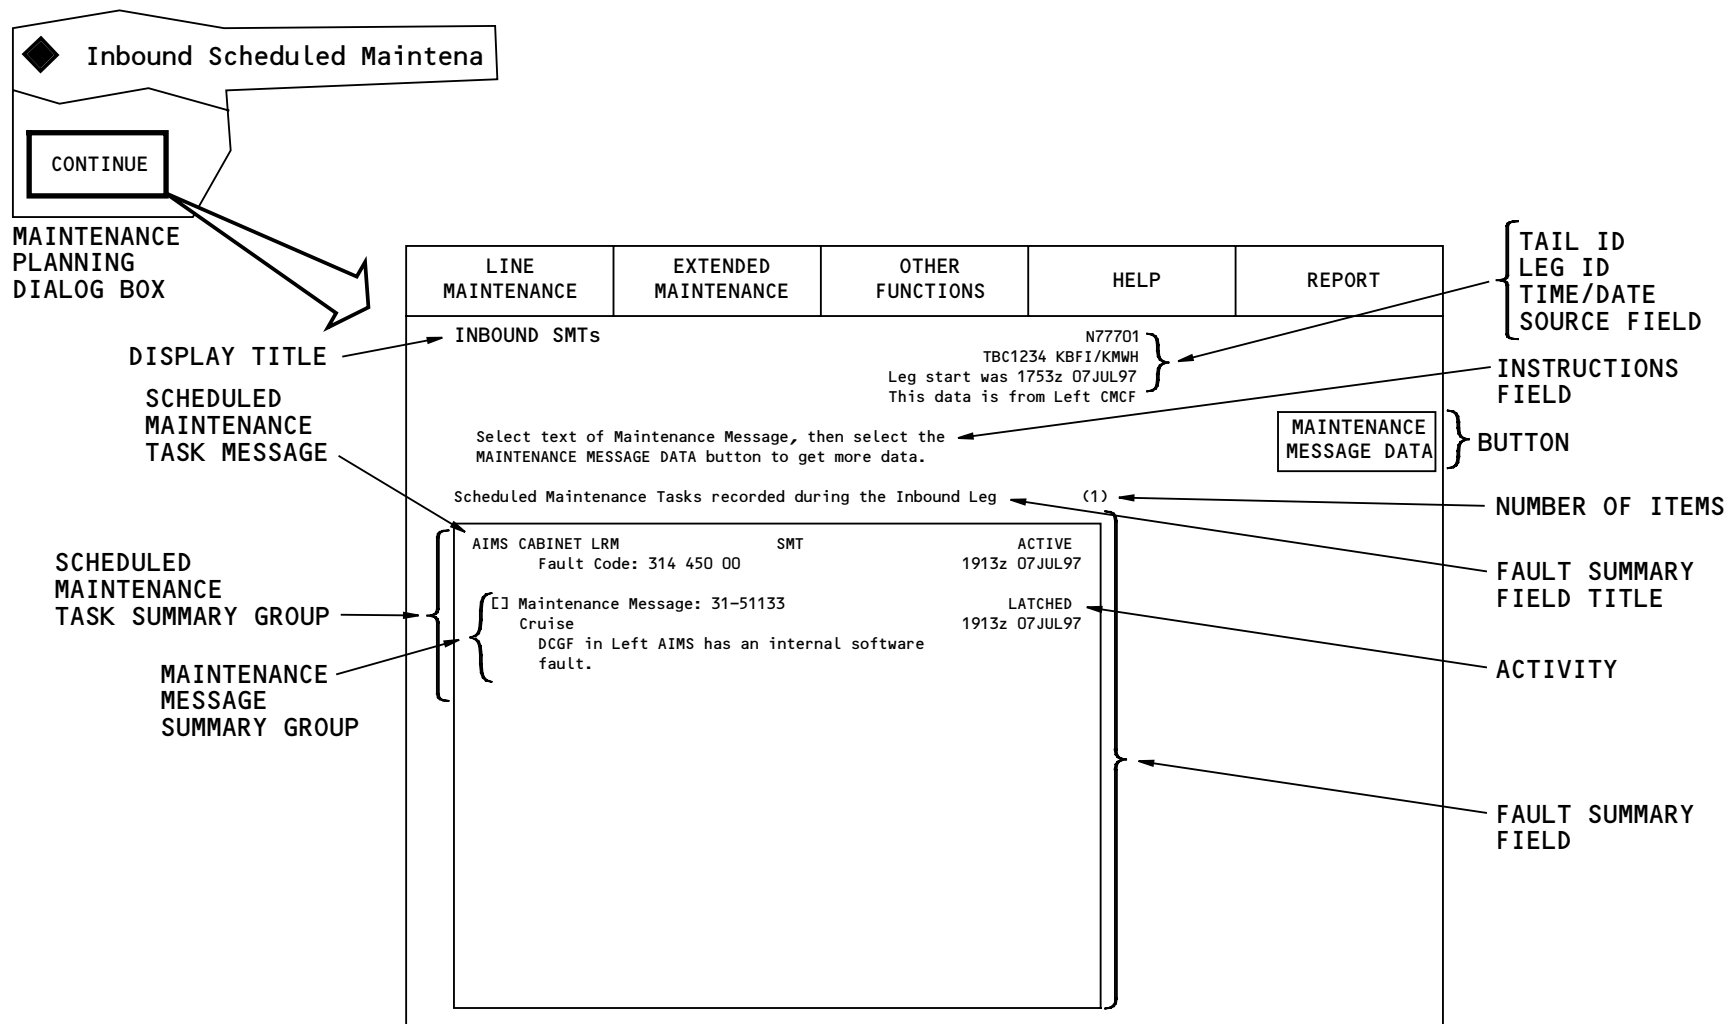 Inbound Scheduled Maintena
CONTINUE
MAINTENANCE
PLANNING
DIALOG BOX
LINE
MAINTENANCE
EXTENDED
MAINTENANCE
OTHER
FUNCTIONS
HELP
REPORT
TAIL ID
LEG ID
TIME/DATE
SOURCE FIELD
DISPLAY TITLE
INBOUND SMTs
N77701
TBC1234 KBFI/KMWH
Leg start was 1753z 07JUL97
This data is from Left CMCF
INSTRUCTIONS
FIELD
SCHEDULED
MAINTENANCE
TASK MESSAGE
Select text of Maintenance Message, then select the
MAINTENANCE MESSAGE DATA button to get more data.
MAINTENANCE
MESSAGE DATA
BUTTON
Scheduled Maintenance Tasks recorded during the Inbound Leg (1)
NUMBER OF ITEMS
AIMS CABINET LRM SMT ACTIVE
Fault Code: 314 450 00 1913z 07JUL97
SCHEDULED
MAINTENANCE
TASK SUMMARY GROUP
FAULT SUMMARY
FIELD TITLE
[] Maintenance Message: 31-51133 LATCHED
Cruise 1913z 07JUL97
DCGF in Left AIMS has an internal software
fault.
MAINTENANCE
MESSAGE
SUMMARY GROUP
ACTIVITY
FAULT SUMMARY
FIELD